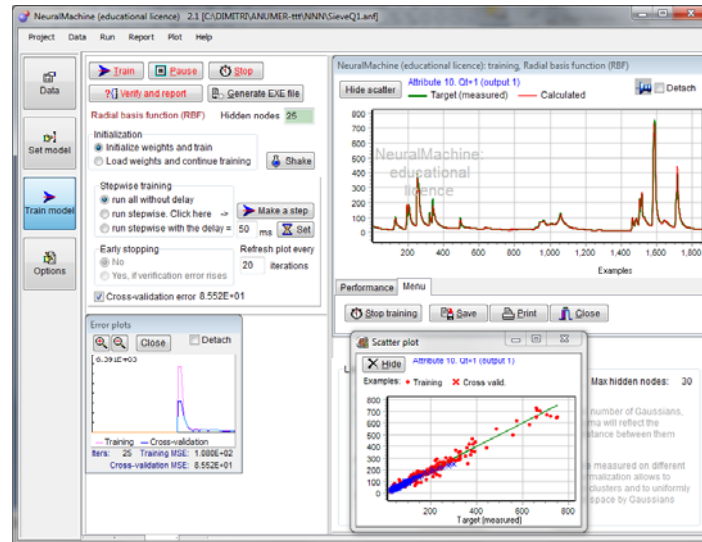 NeuralMachine (educational licence)   2.1 [C:\DIMITRI\ANUMER-ttt\NNN\SieveQ1.anf]
Project Data Run Report Plot Help
Data
Set model
Train model
Options
Train Pause Stop
?{} Verify and report Generate EXE file
Radial basis function (RBF) Hidden nodes 25
Initialization
Initialize weights and train
Load weights and continue training Shake
Stepwise training
run all without delay
run stepwise. Click here -> Make a step
run stepwise with the delay = 50 ms Set
Early stopping
No
Yes, if verification error rises
Refresh plot every
20 iterations
Cross-validation error 8.552E+01
Error plots
Close Detach
6.391E+03
Training Cross-validation
Iters: 25 Training MSE: 1.080E+02
Cross-validation MSE: 8.552E+01
NeuralMachine (educational licence): training, Radial basis function (RBF)
Hide scatter Attribute 10. Qt+1 (output 1) Detach
Target (measured) Calculated
NeuralMachine:
educational
licence
800
700
600
500
400
300
200
100
0
200 400 600 800 1,000 1,200 1,400 1,600 1,800
Examples
Performance Menu
Stop training Save Print Close
Scatter plot
Hide Attribute 10. Qt+1 (output 1)
Examples: Training Cross valid.
800
700
600
500
400
300
200
100
0
200 400 600 800
Target (measured)
Max hidden nodes: 30
number of Gaussians,
rma will reflect the
stance between them
e measured on different
rmalization allows to
clusters and to uniformly
space by Gaussians